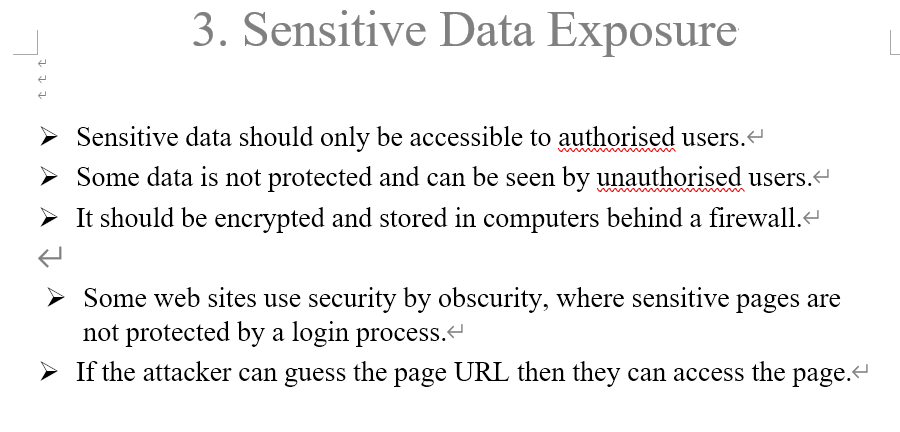 3. Sensitive Data Exposure
➢ Sensitive data should only be accessible to authorised users.
➢ Some data is not protected and can be seen by unauthorised users.
➢ It should be encrypted and stored in computers behind a firewall.
➢ Some web sites use security by obscurity, where sensitive pages are
not protected by a login process.
➢ If the attacker can guess the page URL then they can access the page.